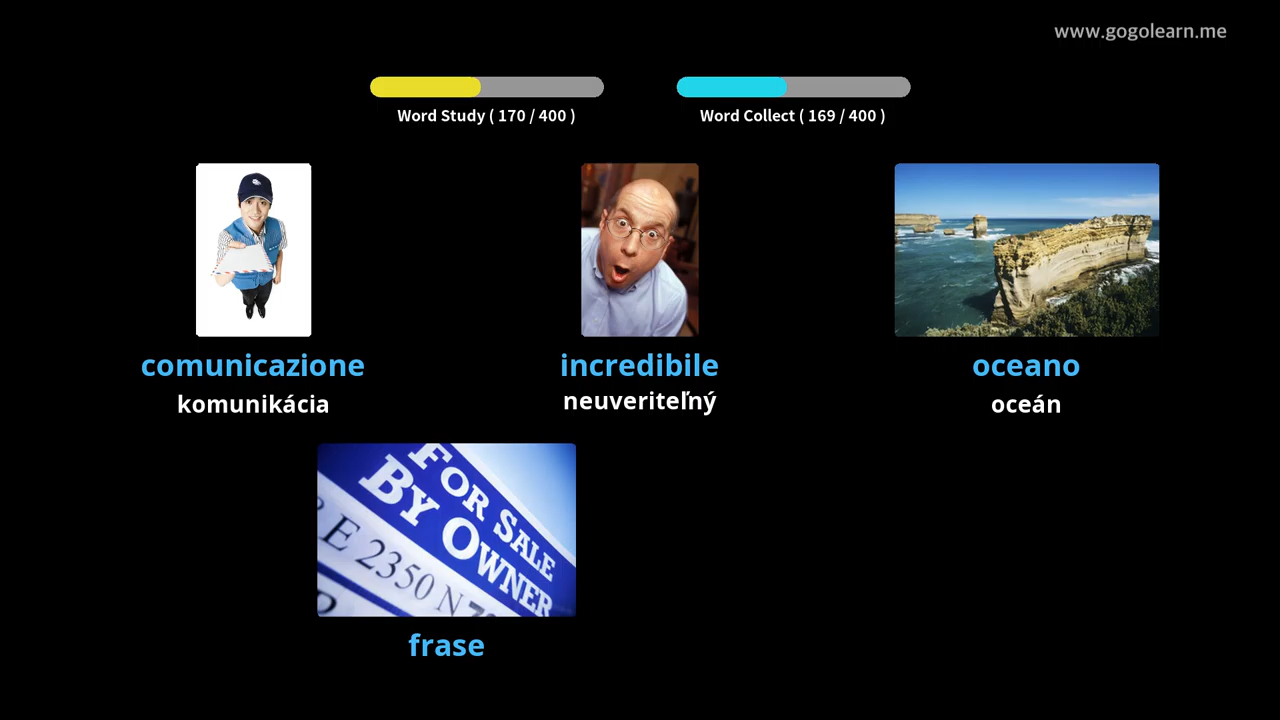 www.gogolearn.me
Word Study ( 170 / 400 )
Word Collect ( 169 / 400 )
comunicazione
komunikácia
incredibile
neuveriteľný
oceano
oceán
FOR SALE
BY OWNER
E 2350 N
frase